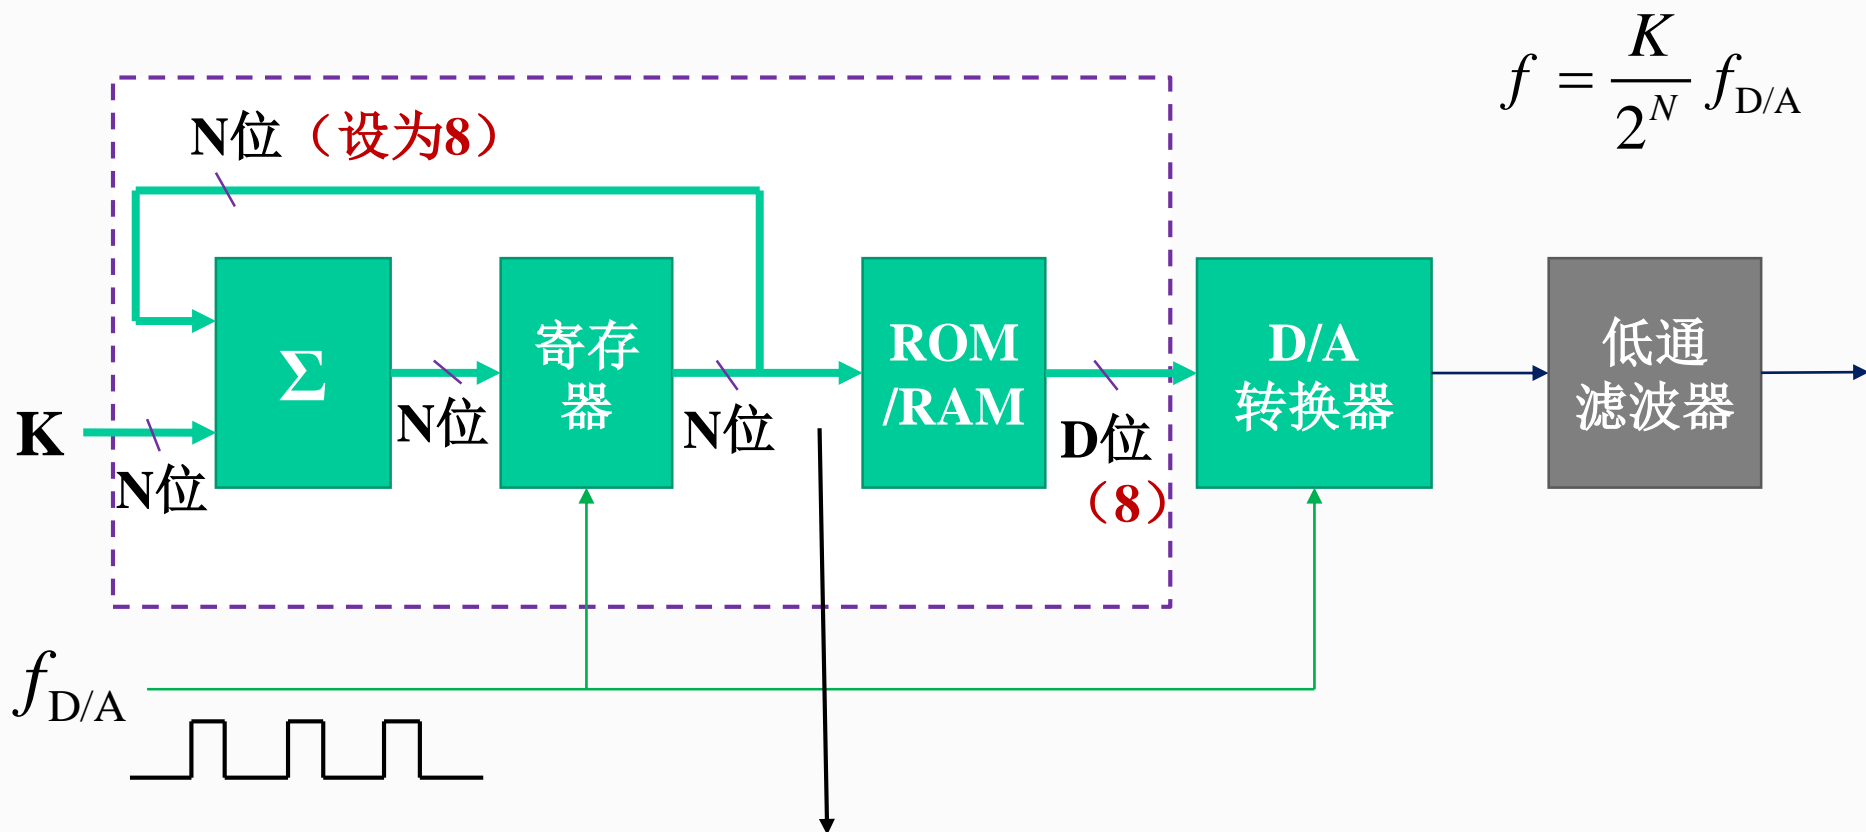 f = K/2^N f_D/A
N位（设为8）
Σ
寄存
器
ROM
/RAM
D/A
转换器
低通
滤波器
K
N位
N位
N位
D位
（8）
f_D/A